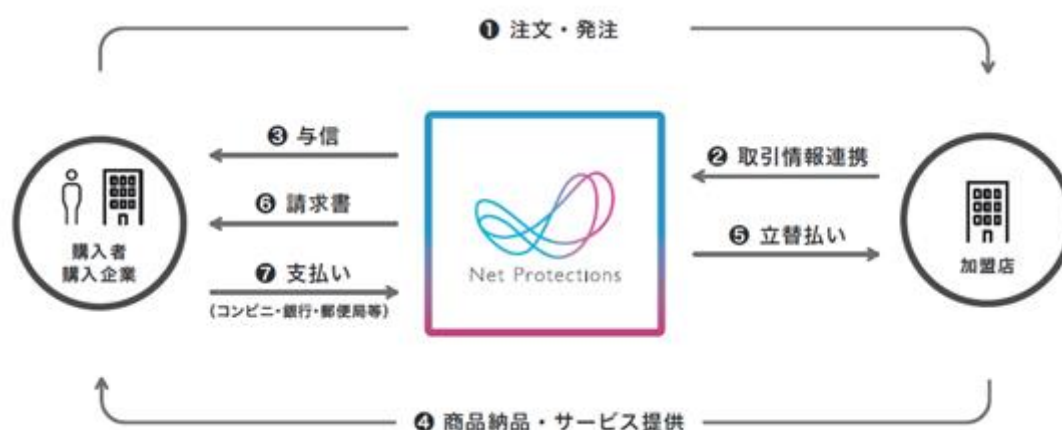 ❶ 注文・発注
❸ 与信
❷ 取引情報連携
❻ 請求書
❺ 立替払い
購入者
購入企業
Net Protections
加盟店
❼ 支払い
（コンビニ・銀行・郵便局等）
❹ 商品納品・サービス提供